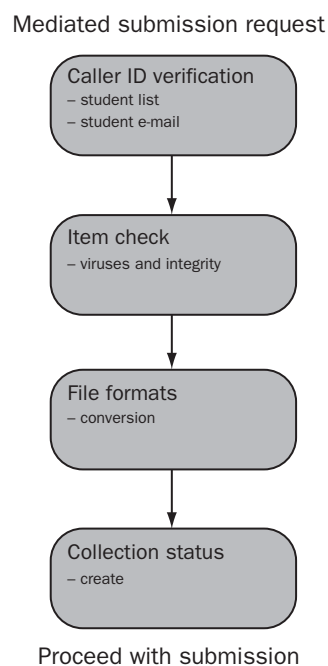 Mediated submission request
Caller ID verification
– student list
– student e-mail
Item check
– viruses and integrity
File formats
– conversion
Collection status
– create
Proceed with submission